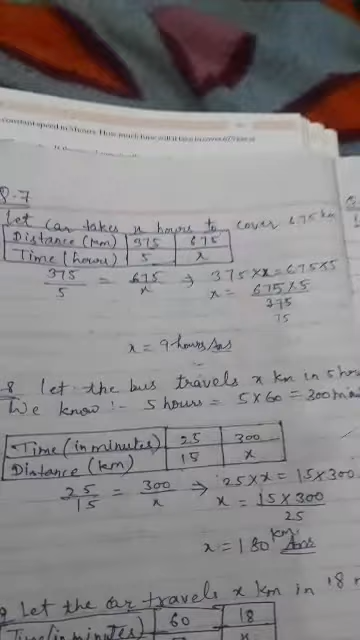 constant speed in 5 hours. How much time will it take to cover 675 km at
Q.7
Let car takes x hours to cover 675 km
Distance (km) 375 675
Time (hours) 5 x
375/5 = 675/x → 375 × x = 675 × 5
x = 675 × 5
375
75
x = 9 hours Ans
8 Let the bus travels x km in 5 hou
We know :- 5 hours = 5 × 60 = 300 min
Time (in minutes) 25 300
Distance (km) 15 x
25/15 = 300/x → 25 × x = 15 × 300
x = 15 × 300
25
x = 180 km Ans
Let the car travels x km in 18 m
Time (in minutes) 60 18